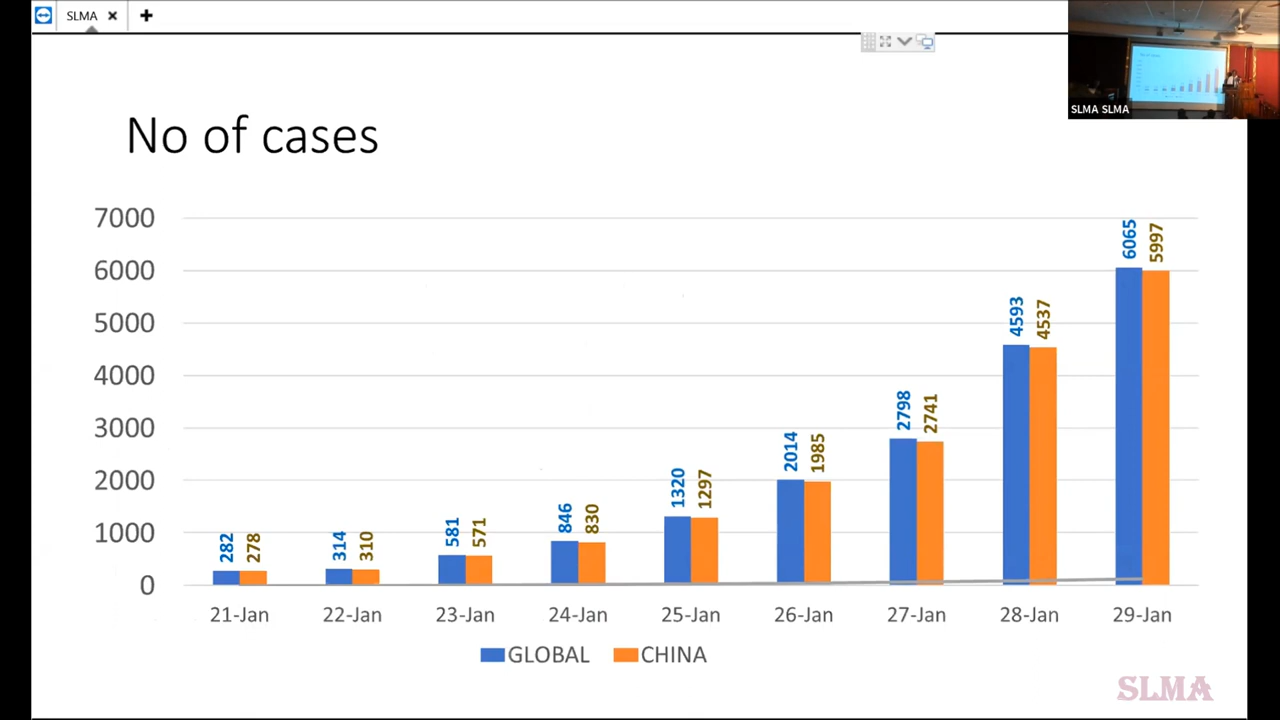 SLMA
SLMA SLMA
No of cases
7000
6000
5000
4000
3000
2000
1000
0
282 278
314 310
581 571
846 830
1320 1297
2014 1985
2798 2741
4593 4537
6065 5997
21-Jan 22-Jan 23-Jan 24-Jan 25-Jan 26-Jan 27-Jan 28-Jan 29-Jan
GLOBAL CHINA
SLMA